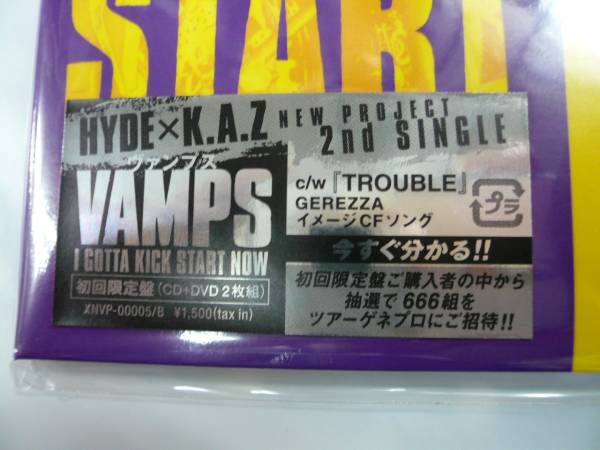 START
HYDE×K.A.Z NEW PROJECT
2nd SINGLE
ヴァンプス
VAMPS
I GOTTA KICK START NOW
初回限定盤(CD+DVD 2枚組)
XNVP-00005/B ¥1,500(tax in)
c/w『TROUBLE』
GEREZZA
イメージCFソング
プラ
今すぐ分かる!!
初回限定盤ご購入者の中から
抽選で666組を
ツアーゲネプロにご招待!!